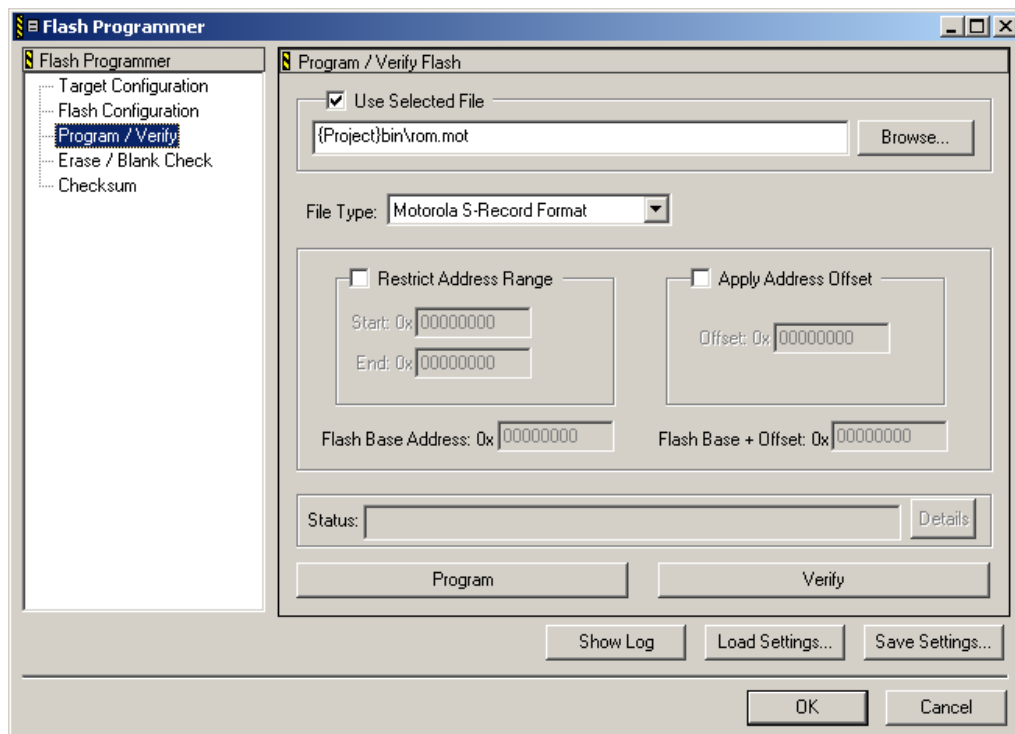 Flash Programmer
Flash Programmer
Target Configuration
Flash Configuration
Program / Verify
Erase / Blank Check
Checksum
Program / Verify Flash
Use Selected File
{Project}bin\rom.mot
Browse...
File Type: Motorola S-Record Format
Restrict Address Range
Start: 0x 00000000
End: 0x 00000000
Apply Address Offset
Offset: 0x 00000000
Flash Base Address: 0x 00000000
Flash Base + Offset: 0x 00000000
Status:
Details
Program
Verify
Show Log
Load Settings...
Save Settings...
OK
Cancel